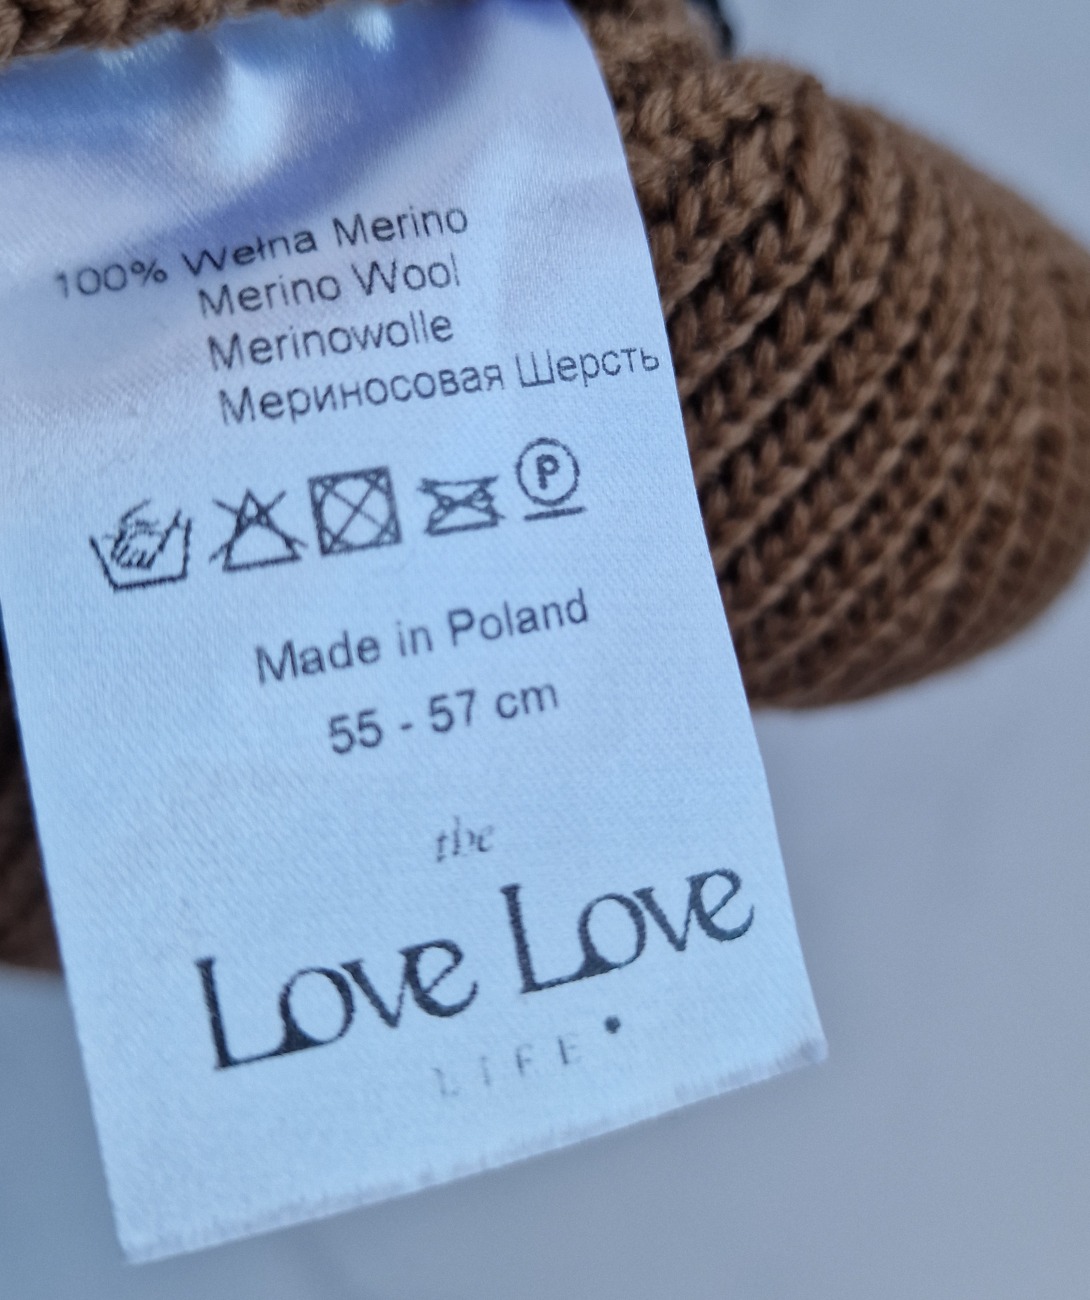 100% Wełna Merino
Merino Wool
Merinowolle
Мериносовая Шерсть
P
Made in Poland
55 - 57 cm
the
Love Love
LIFE